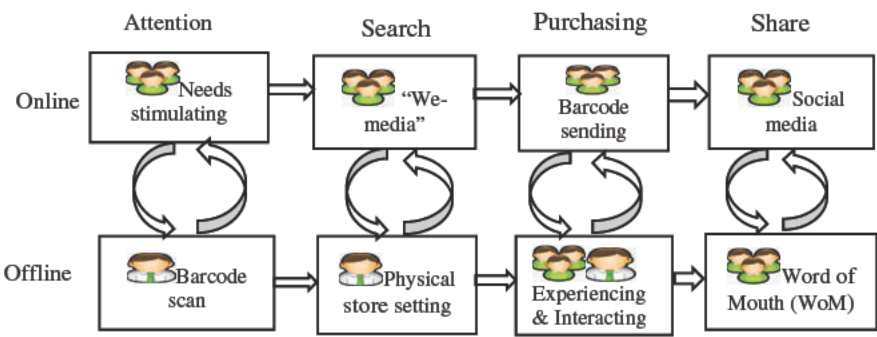 Attention
Search
Purchasing
Share
Online
Needs
stimulating
“We-
media”
Barcode
sending
Social
media
Offline
Barcode
scan
Physical
store setting
Experiencing
& Interacting
Word of
Mouth (WoM)